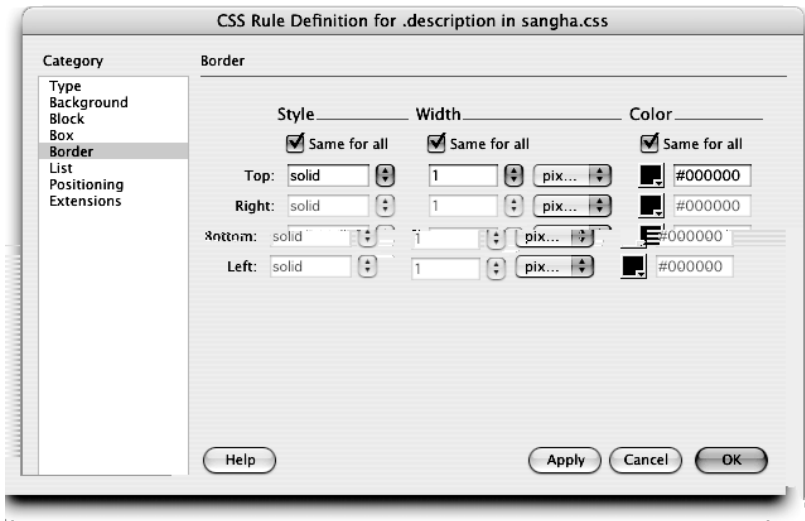 CSS Rule Definition for .description in sangha.css
Category
Border
Type
Background
Block
Box
Border
List
Positioning
Extensions
Style Width Color
Same for all Same for all Same for all
Top: solid 1 pix... #000000
Right: solid 1 pix... #000000
Bottom: solid 1 pix... #000000
Left: solid 1 pix... #000000
Help Apply Cancel OK